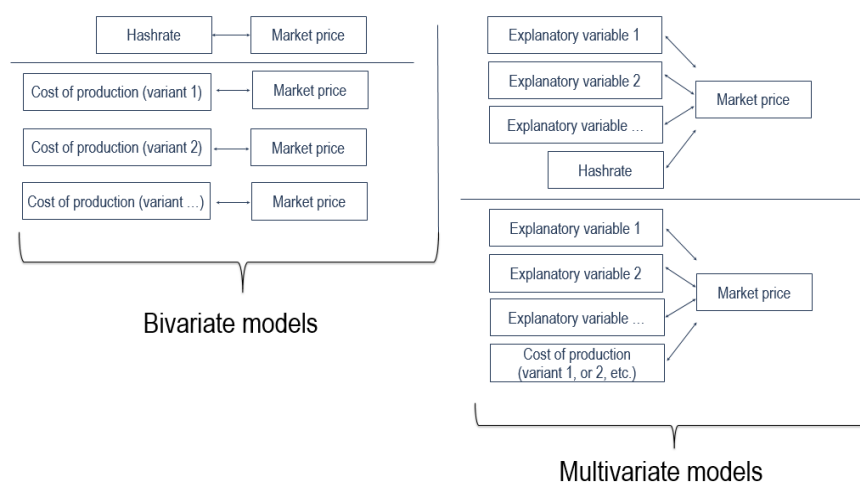 Hashrate
Market price
Cost of production (variant 1)
Market price
Cost of production (variant 2)
Market price
Cost of production (variant …)
Market price
Bivariate models
Explanatory variable 1
Explanatory variable 2
Explanatory variable …
Hashrate
Market price
Explanatory variable 1
Explanatory variable 2
Explanatory variable …
Cost of production
(variant 1, or 2, etc.)
Market price
Multivariate models